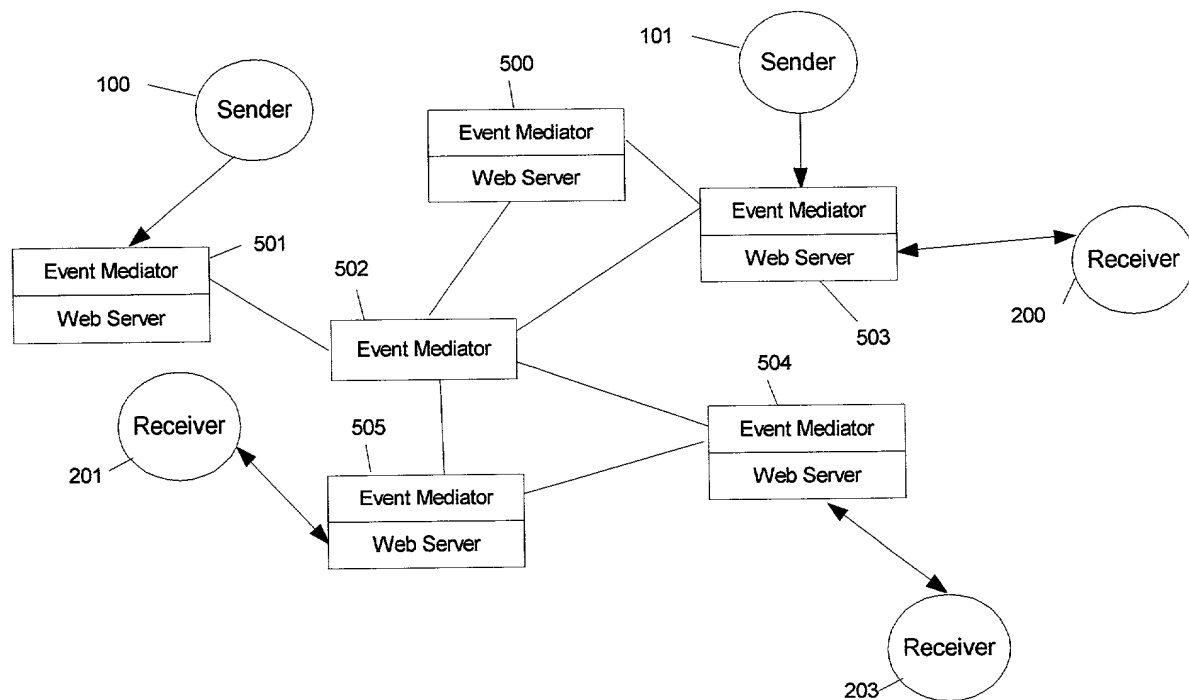 101
Sender
500
100
Sender
Event Mediator
Web Server
Event Mediator
Web Server
503
Receiver
200
501
Event Mediator
Web Server
502
Event Mediator
504
Event Mediator
Web Server
Receiver
201
505
Event Mediator
Web Server
Receiver
203